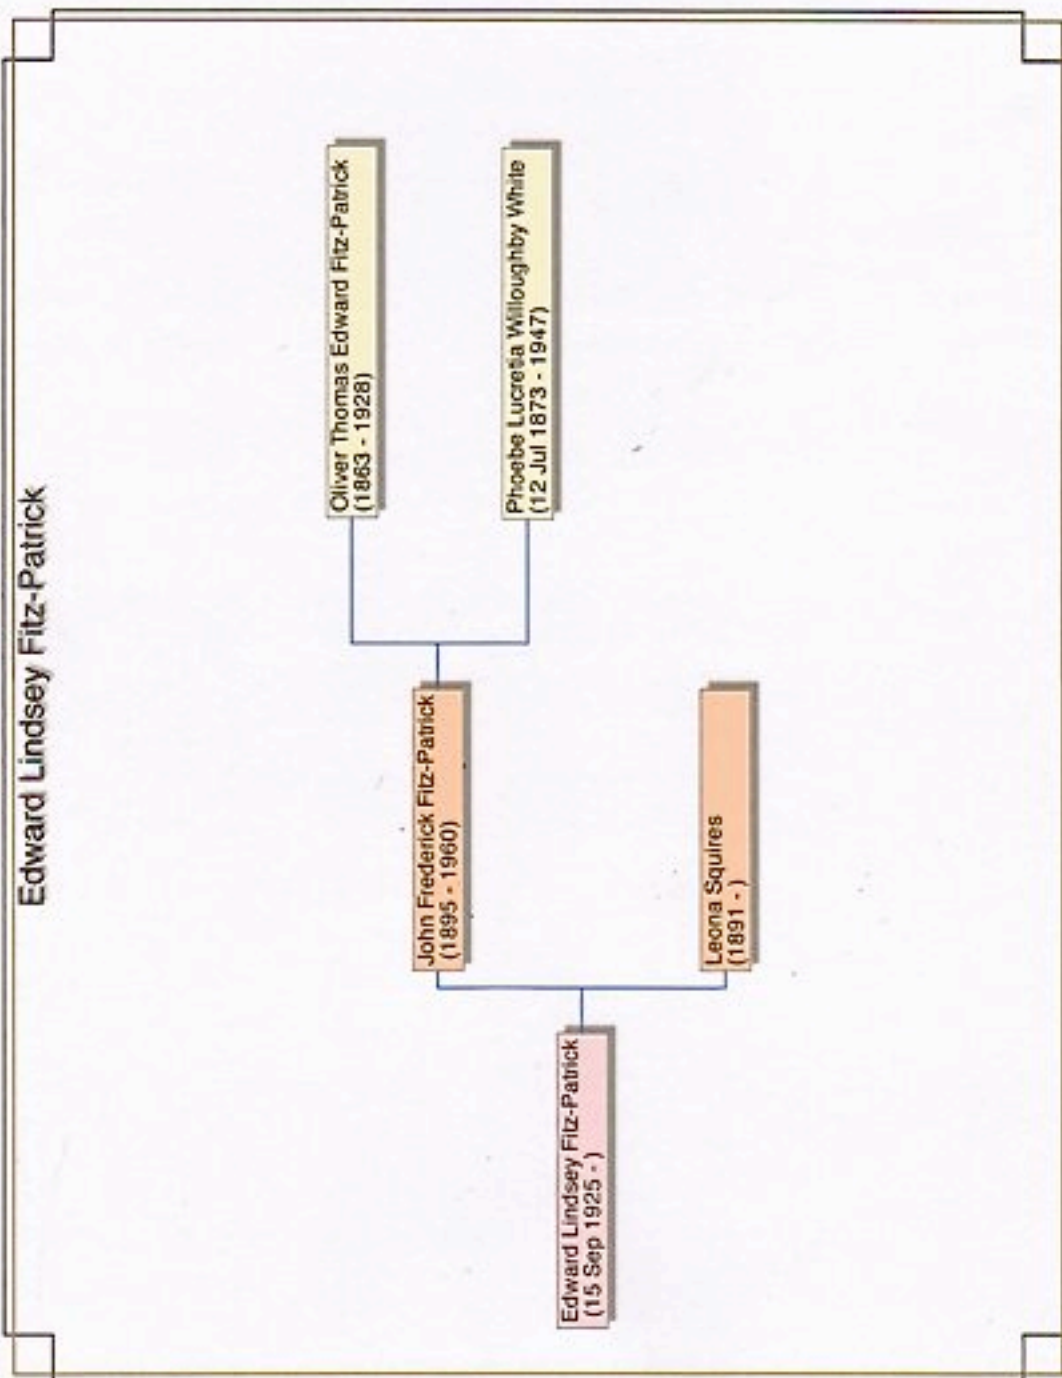 Edward Lindsey Fitz-Patrick
Oliver Thomas Edward Fitz-Patrick
(1863 - 1928)
Phoebe Lucretia Willoughby White
(12 Jul 1873 - 1947)
John Frederick Fitz-Patrick
(1895 - 1960)
Leona Squires
(1891 - )
Edward Lindsey Fitz-Patrick
(15 Sep 1925 - )